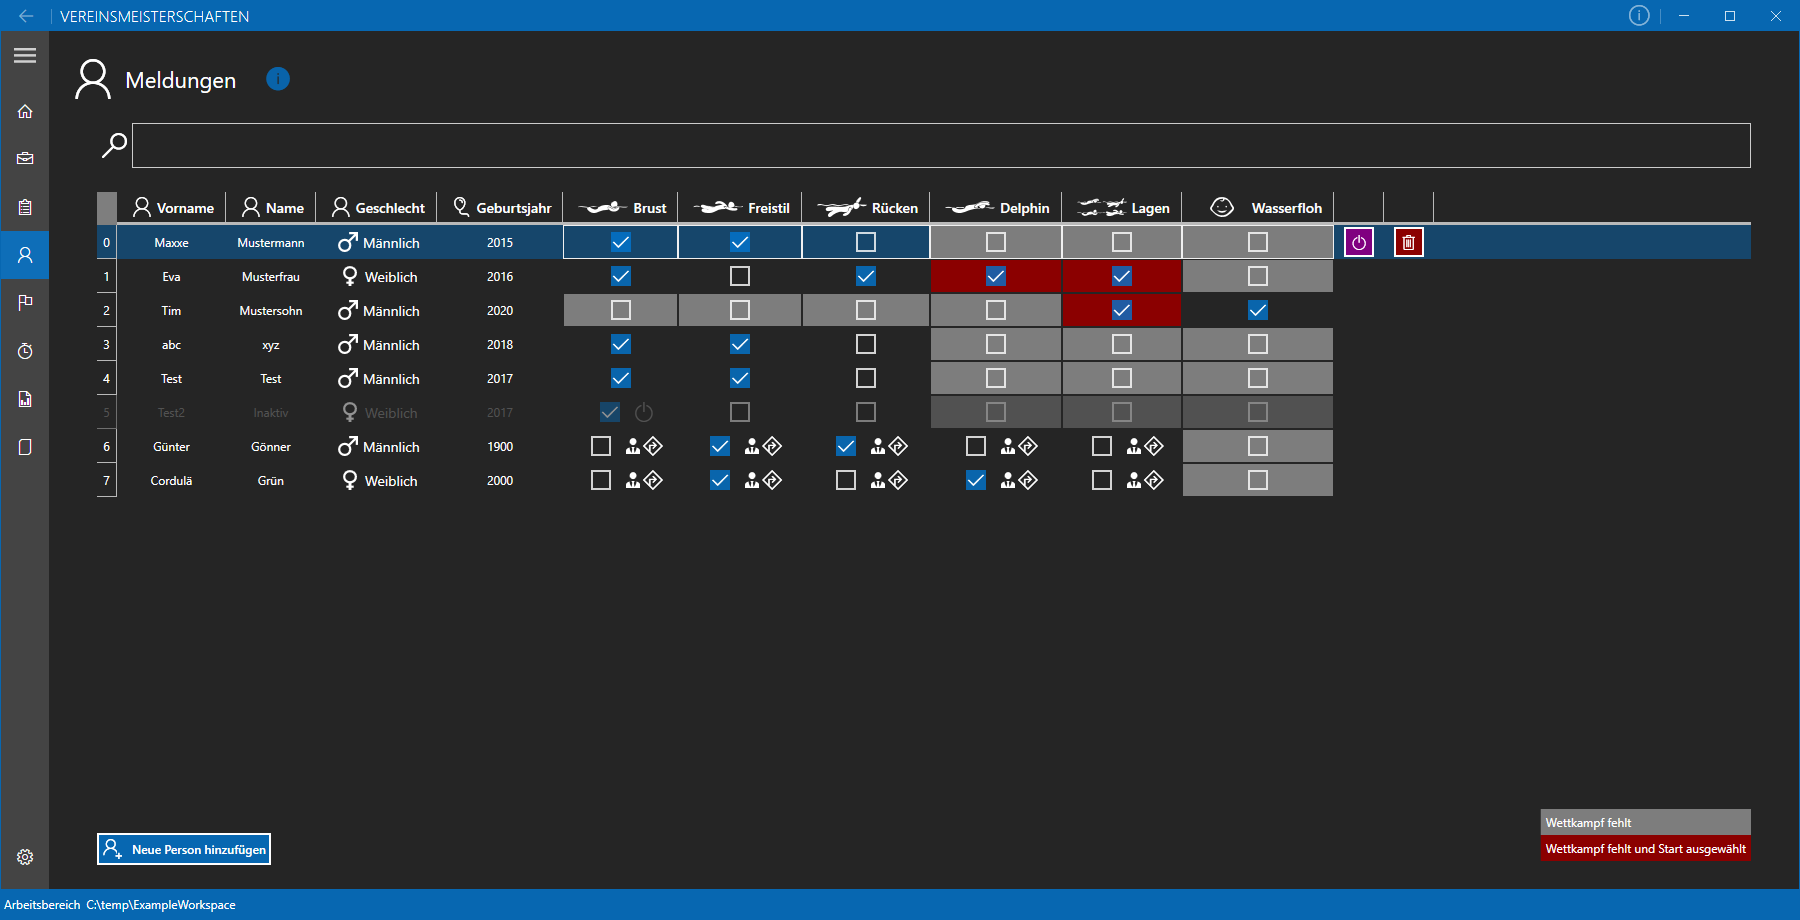 VEREINSMEISTERSCHAFTEN
Meldungen
Vorname Name Geschlecht Geburtsjahr Brust Freistil Rücken Delphin Lagen Wasserfloh
0 Maxxe Mustermann Männlich 2015
1 Eva Musterfrau Weiblich 2016
2 Tim Mustersohn Männlich 2020
3 abc xyz Männlich 2018
4 Test Test Männlich 2017
5 Test2 Inaktiv Weiblich 2017
6 Günter Gönner Männlich 1900
7 Cordulä Grün Weiblich 2000
Wettkampf fehlt
Wettkampf fehlt und Start ausgewählt
Neue Person hinzufügen
Arbeitsbereich C:\temp\ExampleWorkspace